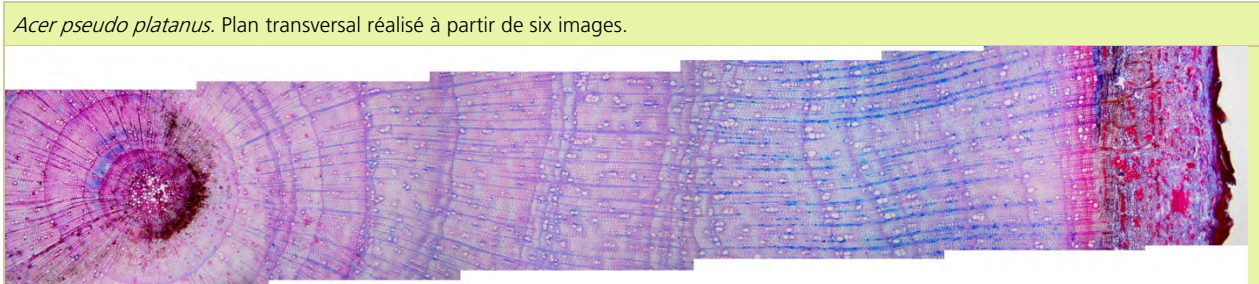 Acer pseudo platanus. Plan transversal réalisé à partir de six images.